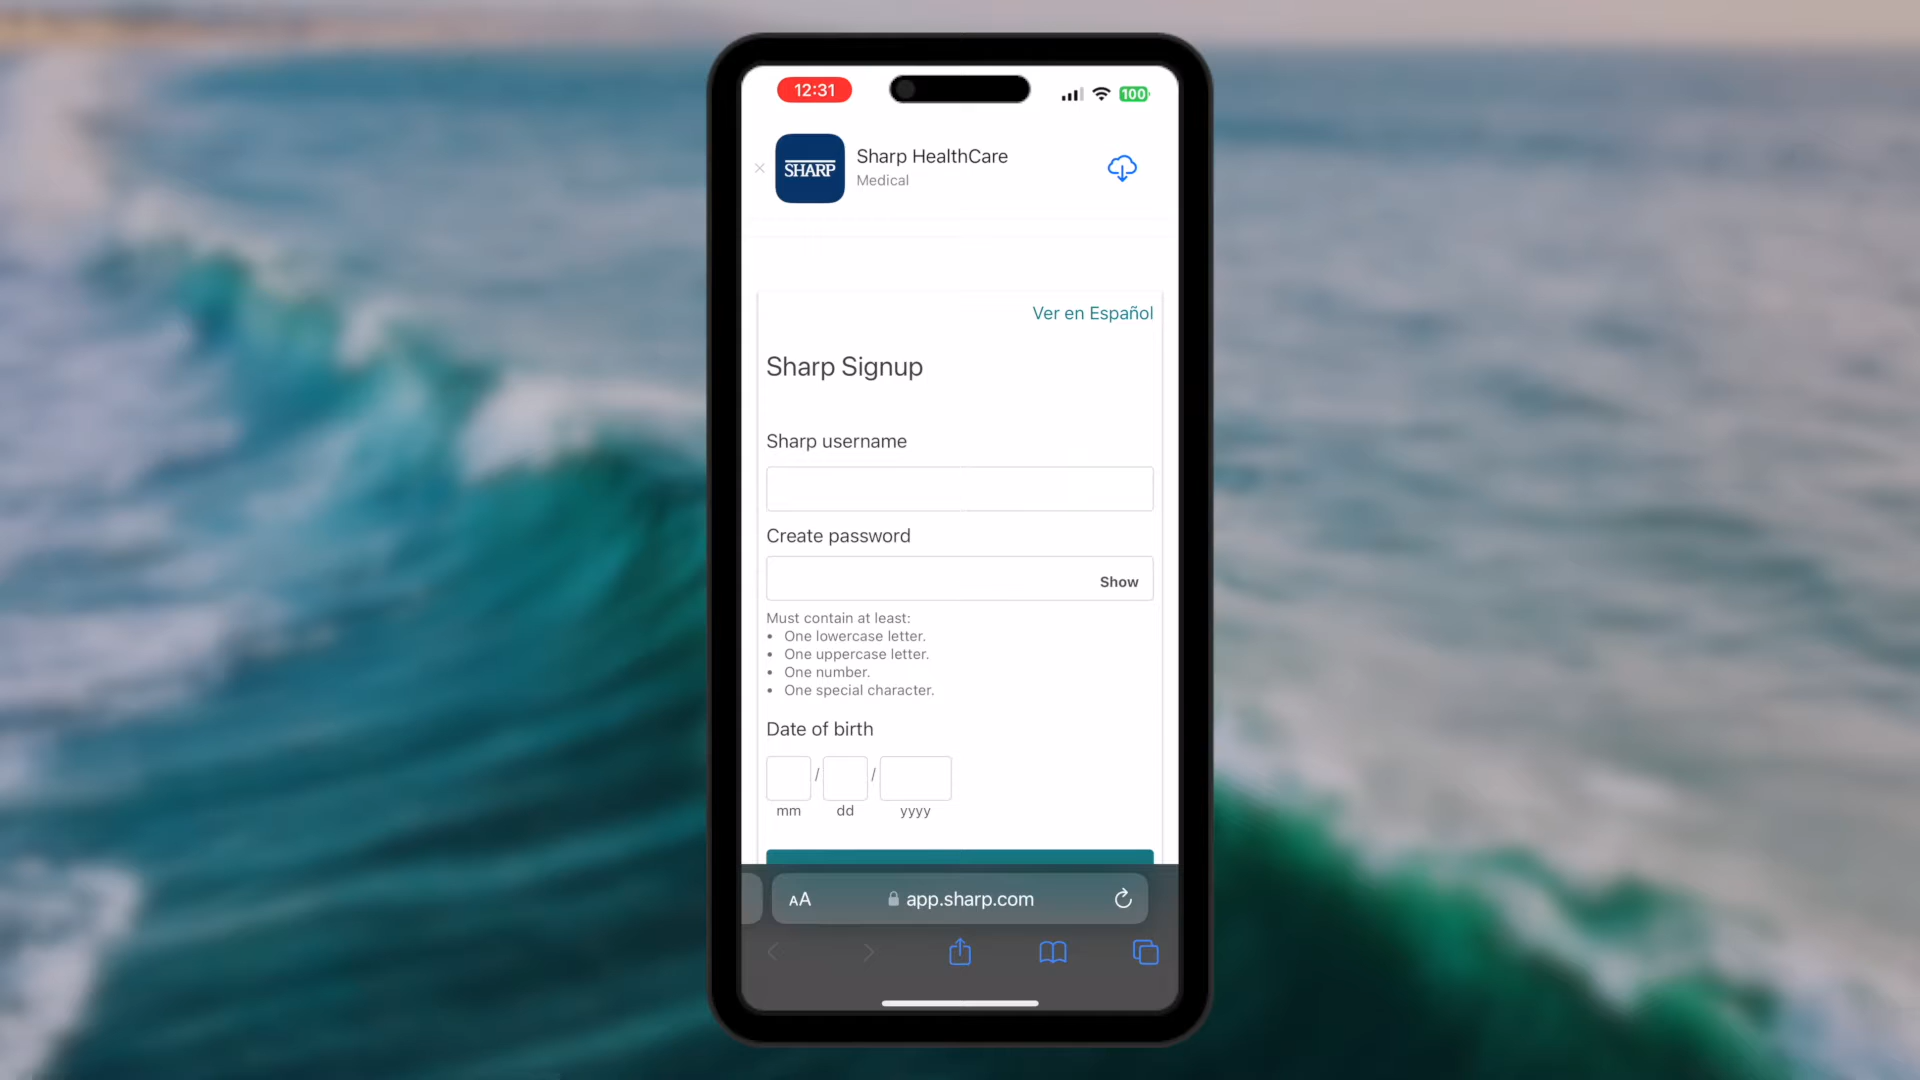 12:31
100
SHARP
Sharp HealthCare
Medical
Ver en Español
Sharp Signup
Sharp username
Create password
Show
Must contain at least:
• One lowercase letter.
• One uppercase letter.
• One number.
• One special character.
Date of birth
/ /
mm dd yyyy
AA app.sharp.com